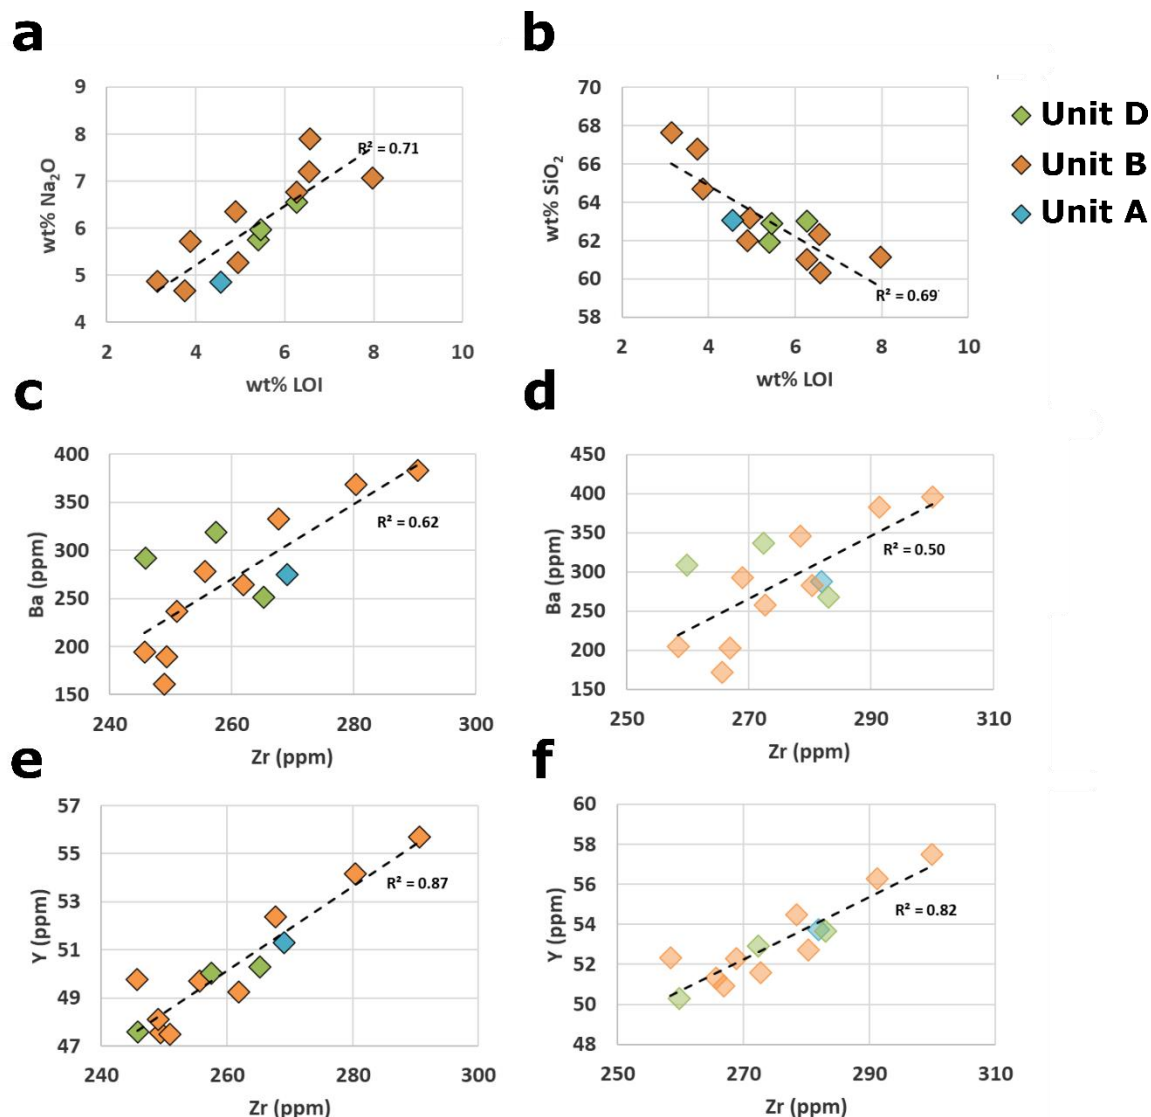 a
b
9
8
7
6
5
4
wt% Na₂O
R² = 0.71
2 4 6 8 10
wt% LOI
70
68
66
64
62
60
58
wt% SiO₂
R² = 0.69
2 4 6 8 10
wt% LOI
Unit D
Unit B
Unit A
c
d
400
350
300
250
200
150
Ba (ppm)
R² = 0.62
240 260 280 300
Zr (ppm)
450
400
350
300
250
200
150
Ba (ppm)
R² = 0.50
250 270 290 310
Zr (ppm)
e
f
57
55
53
51
49
47
Y (ppm)
R² = 0.87
240 260 280 300
Zr (ppm)
60
58
56
54
52
50
48
Y (ppm)
R² = 0.82
250 270 290 310
Zr (ppm)